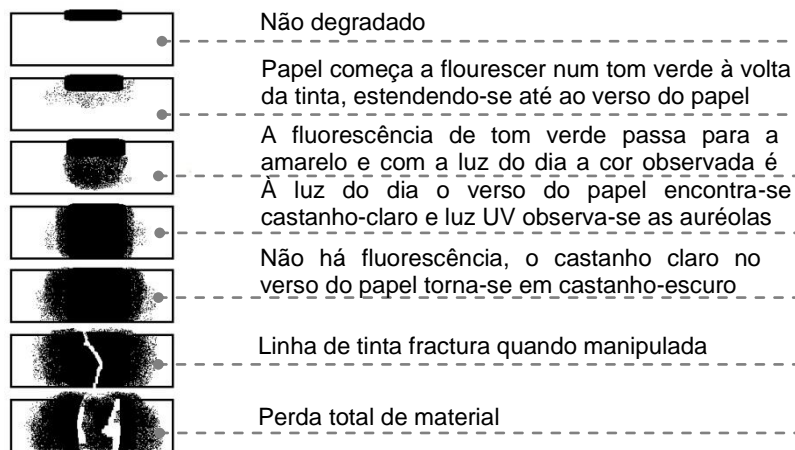 Não degradado
Papel começa a flourescer num tom verde à volta
da tinta, estendendo-se até ao verso do papel
A fluorescência de tom verde passa para a
amarelo e com a luz do dia a cor observada é
À luz do dia o verso do papel encontra-se
castanho-claro e luz UV observa-se as auréolas
Não há fluorescência, o castanho claro no
verso do papel torna-se em castanho-escuro
Linha de tinta fractura quando manipulada
Perda total de material